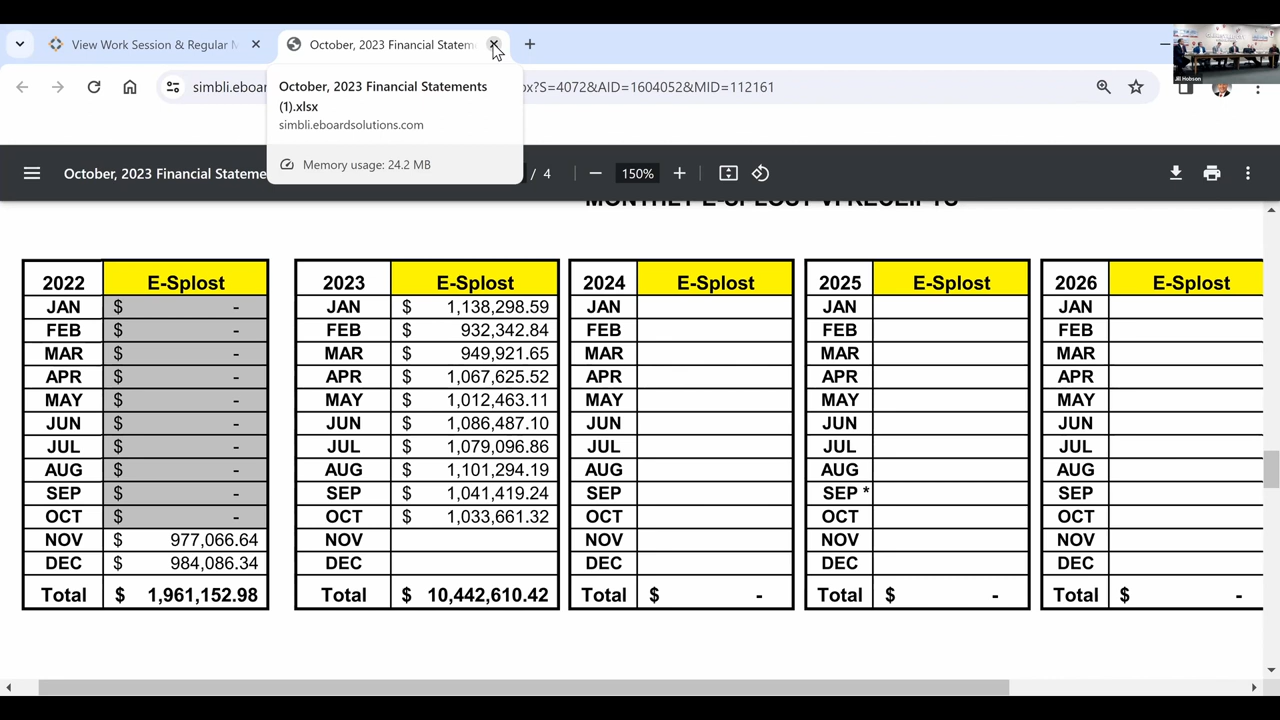 View Work Session & Regular M
October, 2023 Financial Statem
October, 2023 Financial Statements
(1).xlsx
simbli.eboardsolutions.com
Memory usage: 24.2 MB
simbli.eboar
ox?S=4072&AID=1604052&MID=112161
Jill Hobson
October, 2023 Financial Stateme
/ 4
150%
MONTHLY E-SPLOST VI RECEIPTS
2022 E-Splost 2023 E-Splost 2024 E-Splost 2025 E-Splost 2026 E-Splost
JAN $ - JAN $ 1,138,298.59 JAN JAN JAN
FEB $ - FEB $ 932,342.84 FEB FEB FEB
MAR $ - MAR $ 949,921.65 MAR MAR MAR
APR $ - APR $ 1,067,625.52 APR APR APR
MAY $ - MAY $ 1,012,463.11 MAY MAY MAY
JUN $ - JUN $ 1,086,487.10 JUN JUN JUN
JUL $ - JUL $ 1,079,096.86 JUL JUL JUL
AUG $ - AUG $ 1,101,294.19 AUG AUG AUG
SEP $ - SEP $ 1,041,419.24 SEP SEP * SEP
OCT $ - OCT $ 1,033,661.32 OCT OCT OCT
NOV $ 977,066.64 NOV NOV NOV NOV
DEC $ 984,086.34 DEC DEC DEC DEC
Total $ 1,961,152.98 Total $ 10,442,610.42 Total $ - Total $ - Total $ -